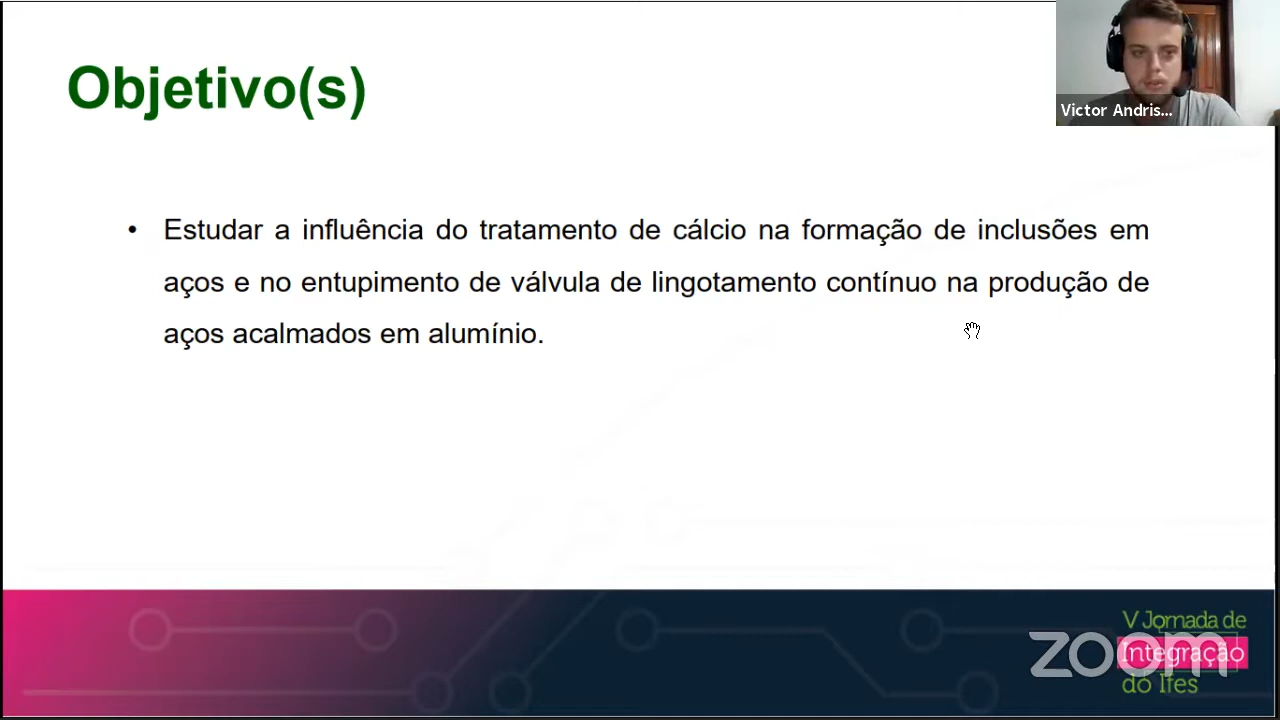 Objetivo(s)
Victor Andris...
• Estudar a influência do tratamento de cálcio na formação de inclusões em
aços e no entupimento de válvula de lingotamento contínuo na produção de
aços acalmados em alumínio.
V Jornada de
Integração
do Ifes
zoom